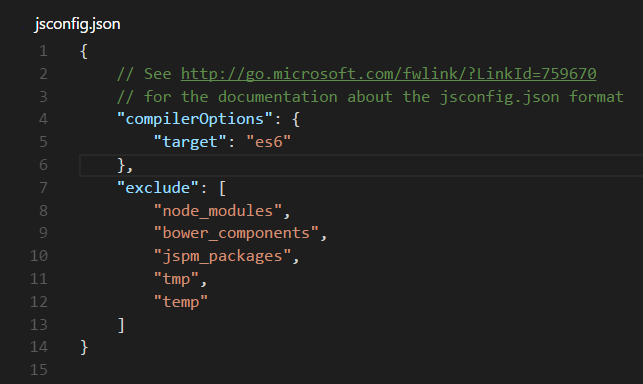 jsconfig.json
1 {
2 // See http://go.microsoft.com/fwlink/?LinkId=759670
3 // for the documentation about the jsconfig.json format
4 "compilerOptions": {
5 "target": "es6"
6 },
7 "exclude": [
8 "node_modules",
9 "bower_components",
10 "jspm_packages",
11 "tmp",
12 "temp"
13 ]
14 }
15